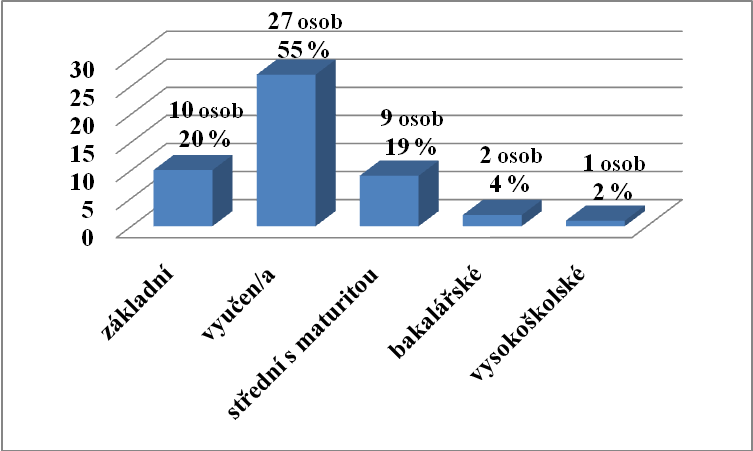 27 osob
55 %
10 osob
20 %
9 osob
19 %
2 osob
4 %
1 osob
2 %
30
25
20
15
10
5
0
základní
vyučen/a
střední s maturitou
bakalářské
vysokoškolské